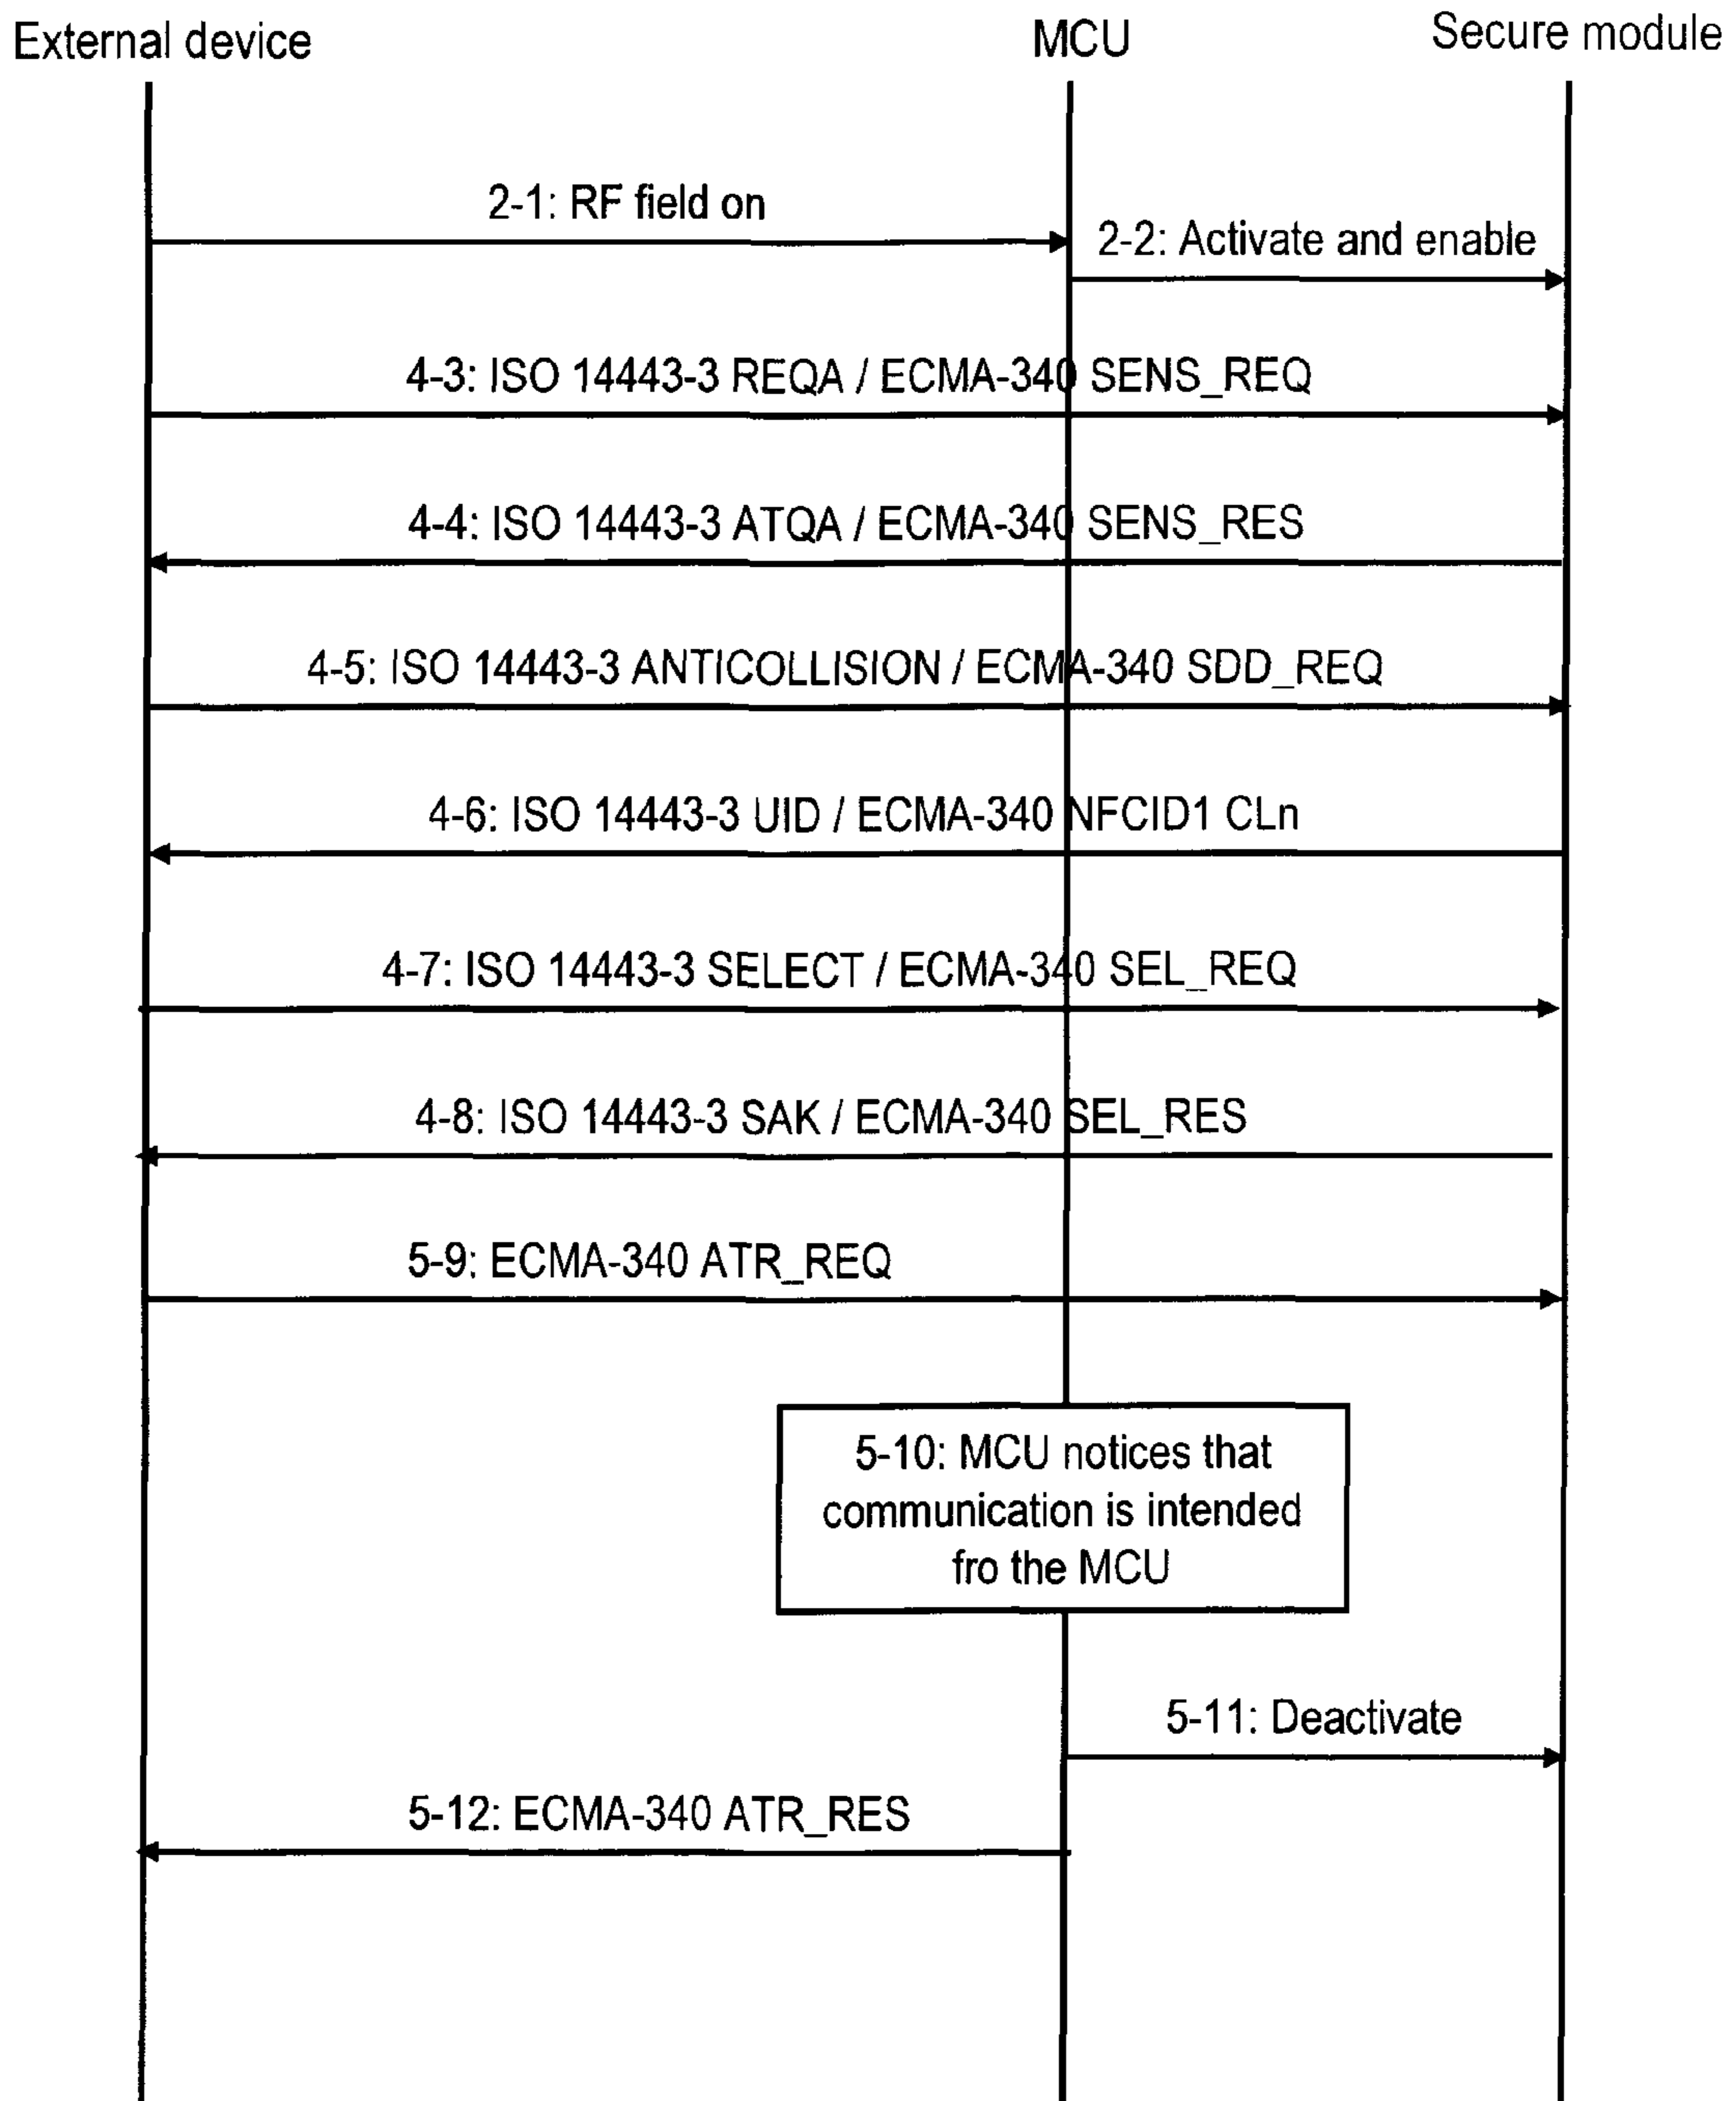 External device
MCU
Secure module
2-1: RF field on
2-2: Activate and enable
4-3: ISO 14443-3 REQA / ECMA-340 SENS_REQ
4-4: ISO 14443-3 ATQA / ECMA-340 SENS_RES
4-5: ISO 14443-3 ANTICOLLISION / ECMA-340 SDD_REQ
4-6: ISO 14443-3 UID / ECMA-340 NFCID1 CLn
4-7: ISO 14443-3 SELECT / ECMA-340 SEL_REQ
4-8: ISO 14443-3 SAK / ECMA-340 SEL_RES
5-9: ECMA-340 ATR_REQ
5-10: MCU notices that
communication is intended
fro the MCU
5-11: Deactivate
5-12: ECMA-340 ATR_RES